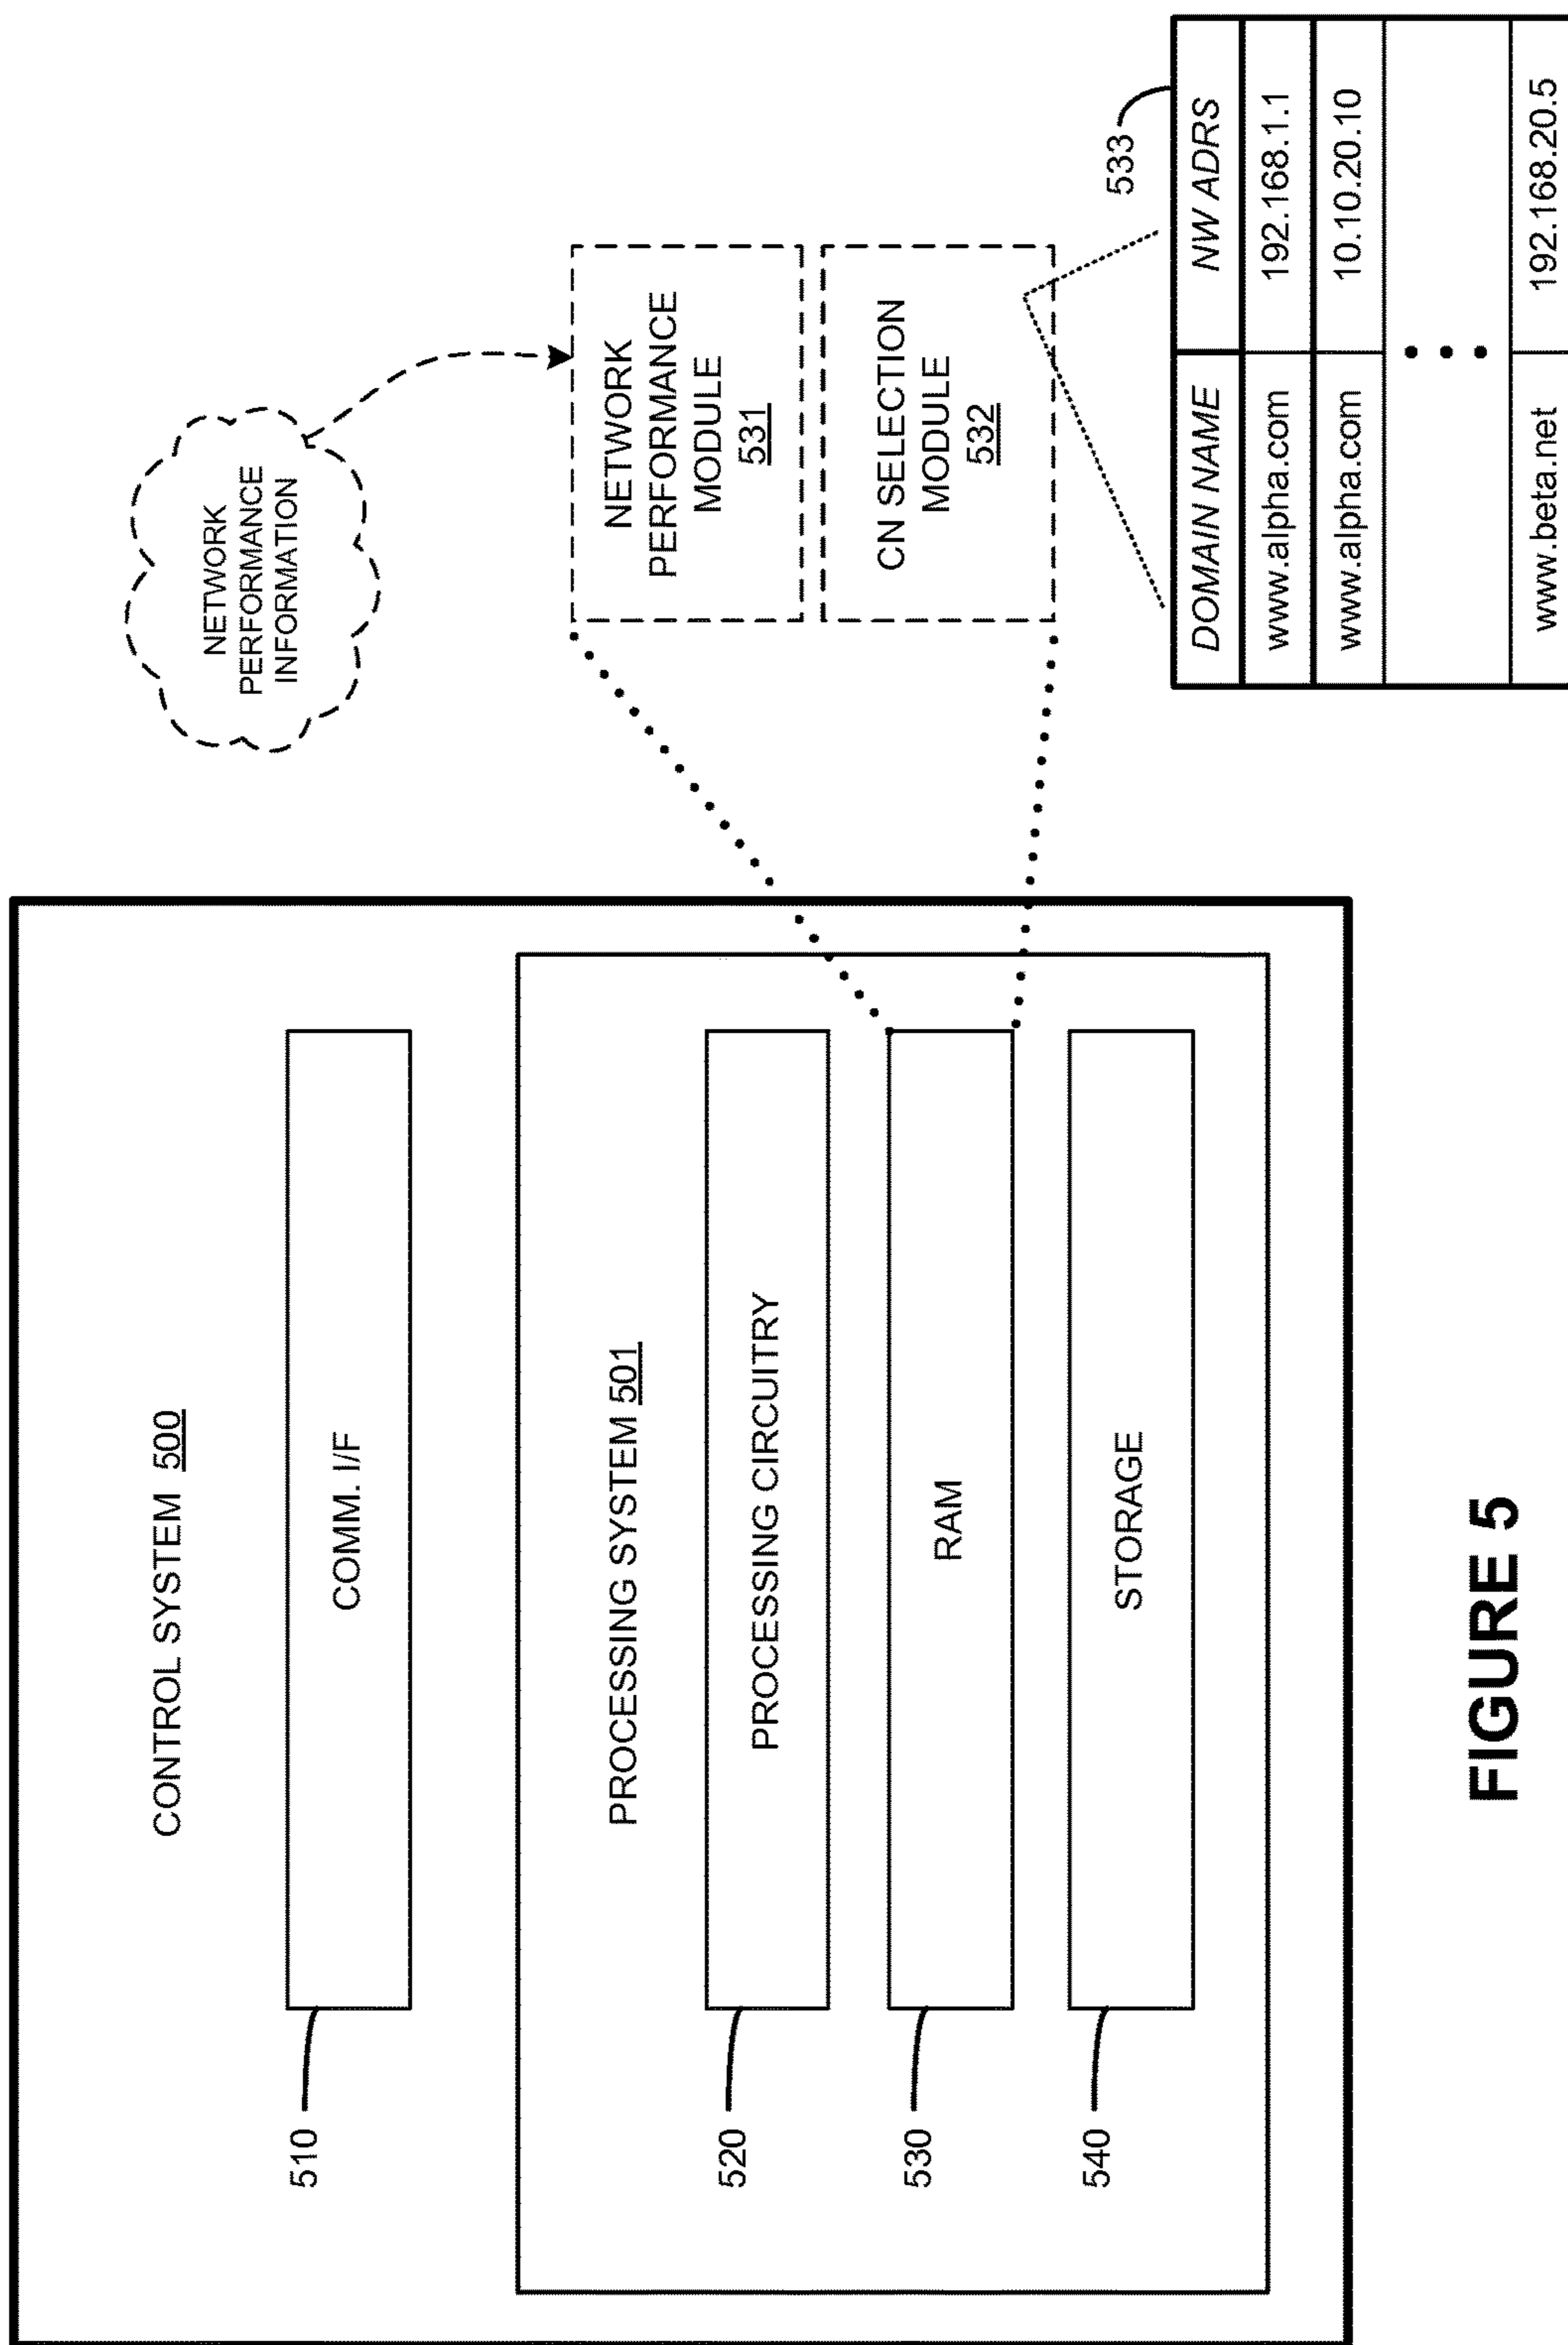 CONTROL SYSTEM 500
510
COMM. I/F
PROCESSING SYSTEM 501
520
PROCESSING CIRCUITRY
530
RAM
540
STORAGE
NETWORK
PERFORMANCE
INFORMATION
NETWORK
PERFORMANCE
MODULE
531
CN SELECTION
MODULE
532
533
DOMAIN NAME NW ADRS
www.alpha.com 192.168.1.1
www.alpha.com 10.10.20.10
www.beta.net 192.168.20.5
FIGURE 5